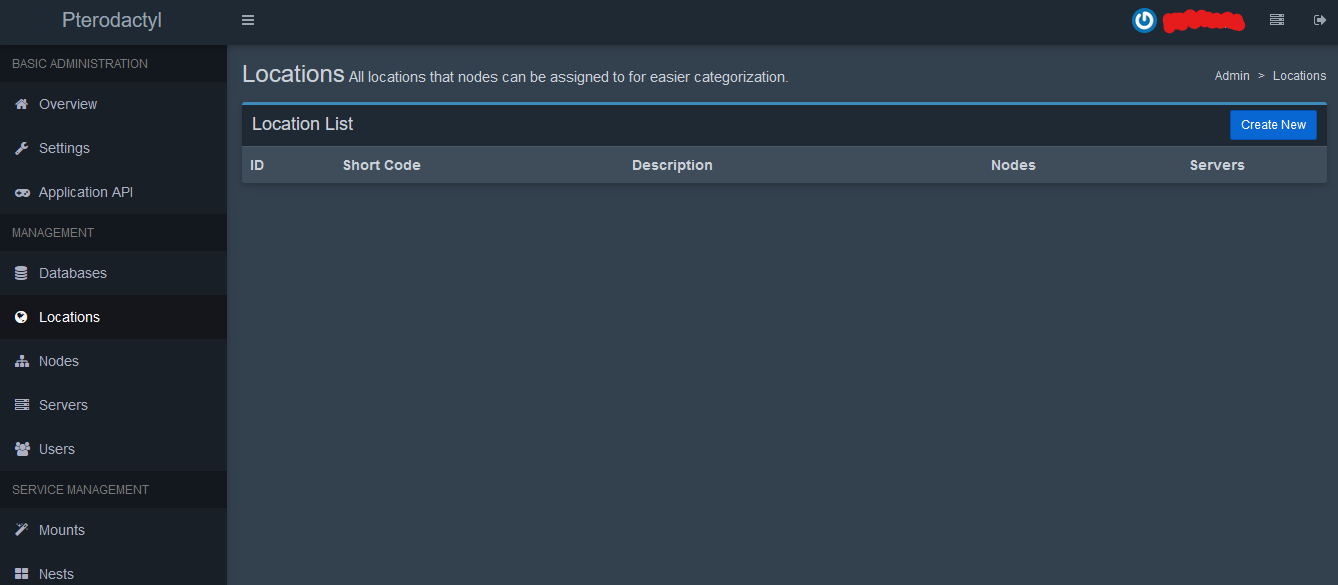 Pterodactyl
BASIC ADMINISTRATION
Overview
Settings
Application API
MANAGEMENT
Databases
Locations
Nodes
Servers
Users
SERVICE MANAGEMENT
Mounts
Nests
Locations All locations that nodes can be assigned to for easier categorization.
Admin > Locations
Location List
Create New
ID Short Code Description Nodes Servers